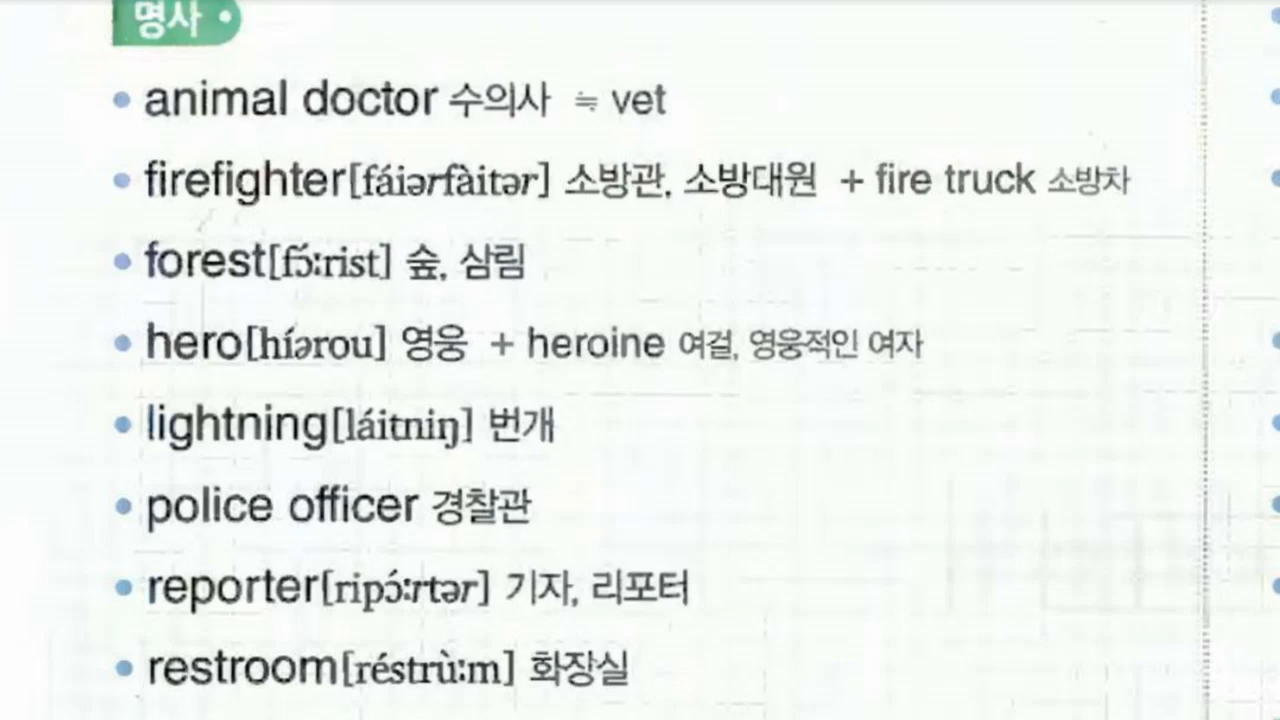 명사
animal doctor 수의사 ≒ vet
firefighter[fáiərfàitər] 소방관, 소방대원 + fire truck 소방차
forest[fɔ́ːrist] 숲, 삼림
hero[híərou] 영웅 + heroine 여걸, 영웅적인 여자
lightning[láitniŋ] 번개
police officer 경찰관
reporter[ripɔ́ːrtər] 기자, 리포터
restroom[réstrùːm] 화장실